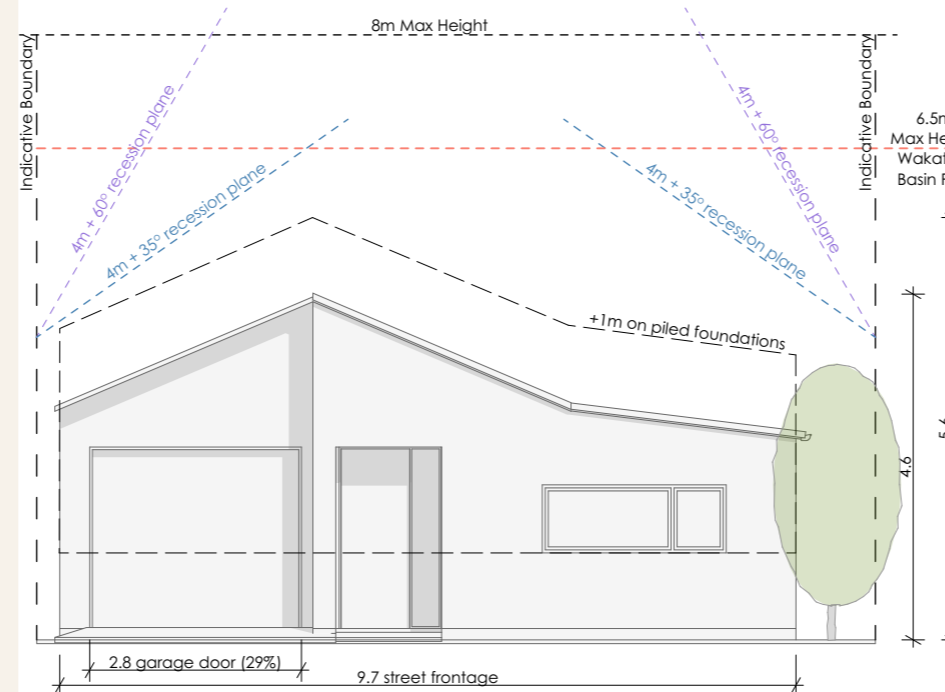 8m Max Height
Indicative Boundary
Indicative Boundary
4m + 60° recession plane
4m + 60° recession plane
6.5m
Max He
Wakat
Basin
4m + 35° recession plane
4m + 35° recession plane
+1m on piled foundations
4.6
5.6
2.8 garage door (29%)
9.7 street frontage